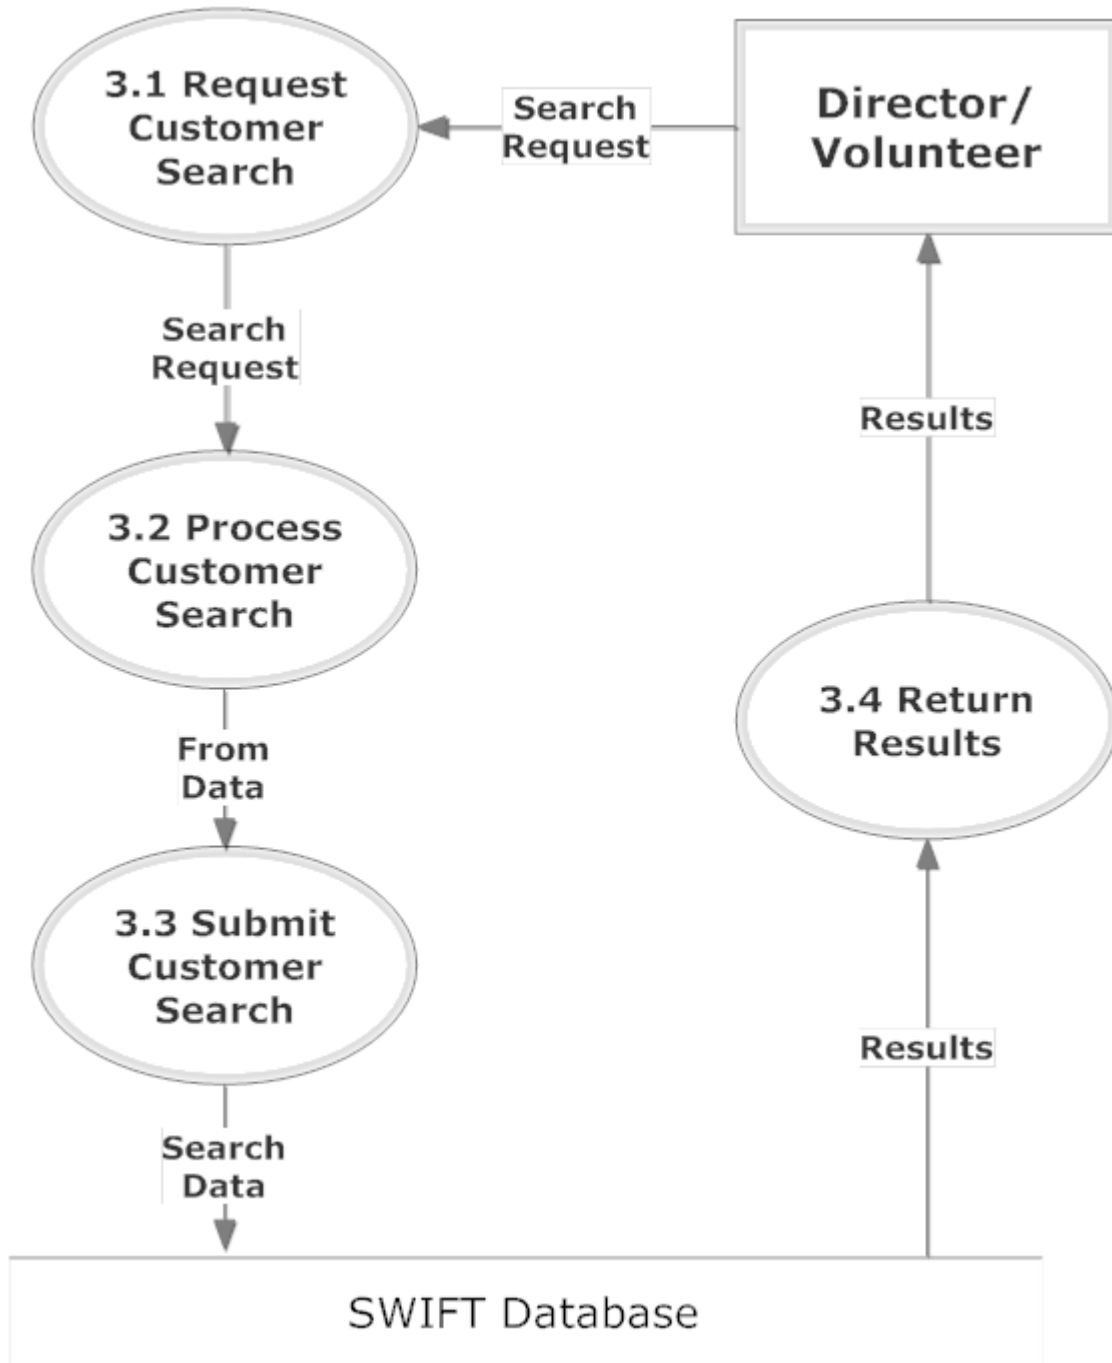 3.1 Request
Customer
Search
Search
Request
Director/
Volunteer
Search
Request
Results
3.2 Process
Customer
Search
3.4 Return
Results
From
Data
3.3 Submit
Customer
Search
Results
Search
Data
SWIFT Database